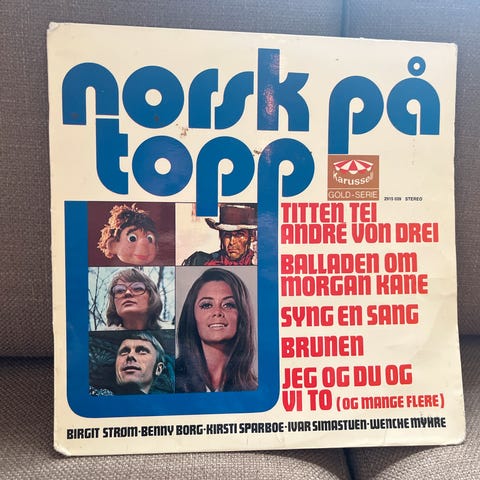 norsk på
topp
Karussell
GOLD-SERIE
2915 039 STEREO
TITTEN TEI
ANDRE VON DREI
BALLADEN OM
MORGAN KANE
SYNG EN SANG
BRUNEN
JEG OG DU OG
VI TO (OG MANGE FLERE)
BIRGIT STRØM·BENNY BORG·KIRSTI SPARBOE·IVAR SIMASTUEN·WENCHE MYHRE